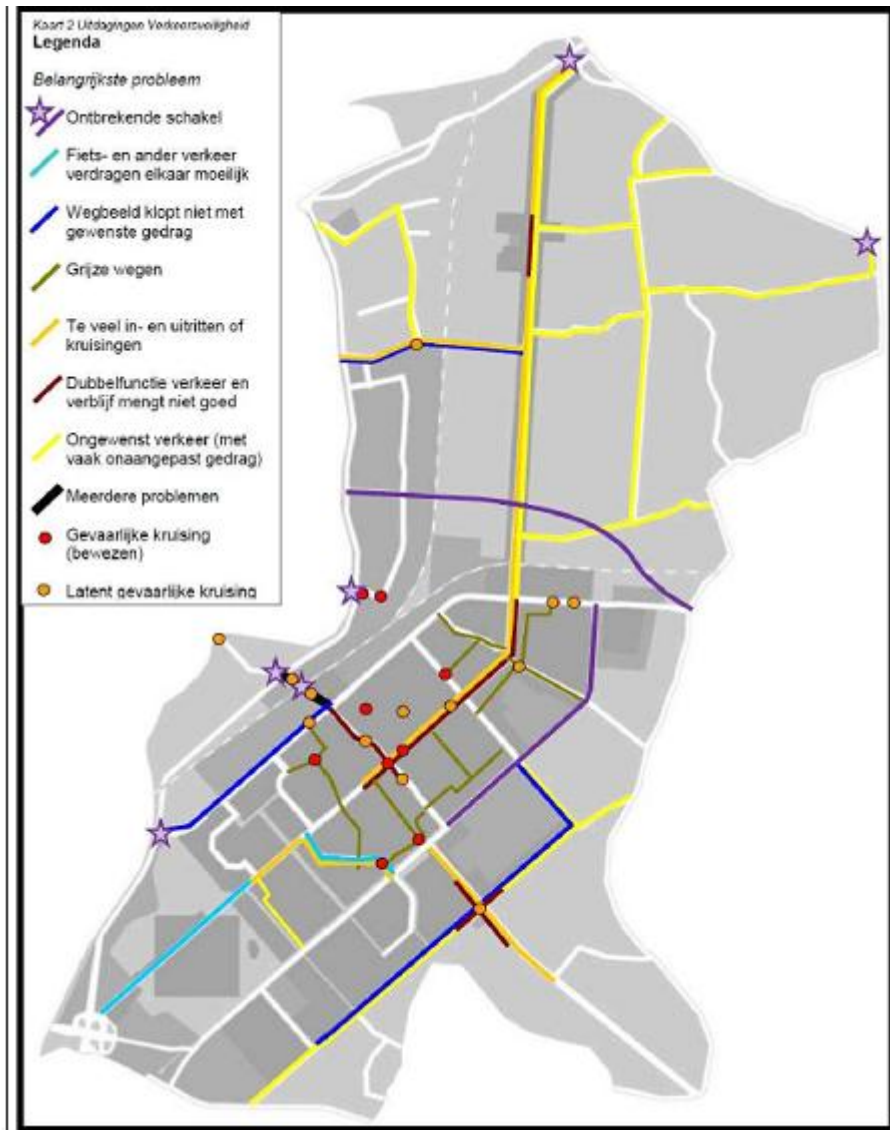 Kaart 2 Uitdagingen Verkeersveiligheid
Legenda
Belangrijkste probleem
Ontbrekende schakel
Fiets- en ander verkeer
verdragen elkaar moeilijk
Wegbeeld klopt niet met
gewenste gedrag
Grijze wegen
Te veel in- en uitritten of
kruisingen
Dubbelfunctie verkeer en
verblijf mengt niet goed
Ongewenst verkeer (met
vaak onaangepast gedrag)
Meerdere problemen
Gevaarlijke kruising
(bewezen)
Latent gevaarlijke kruising